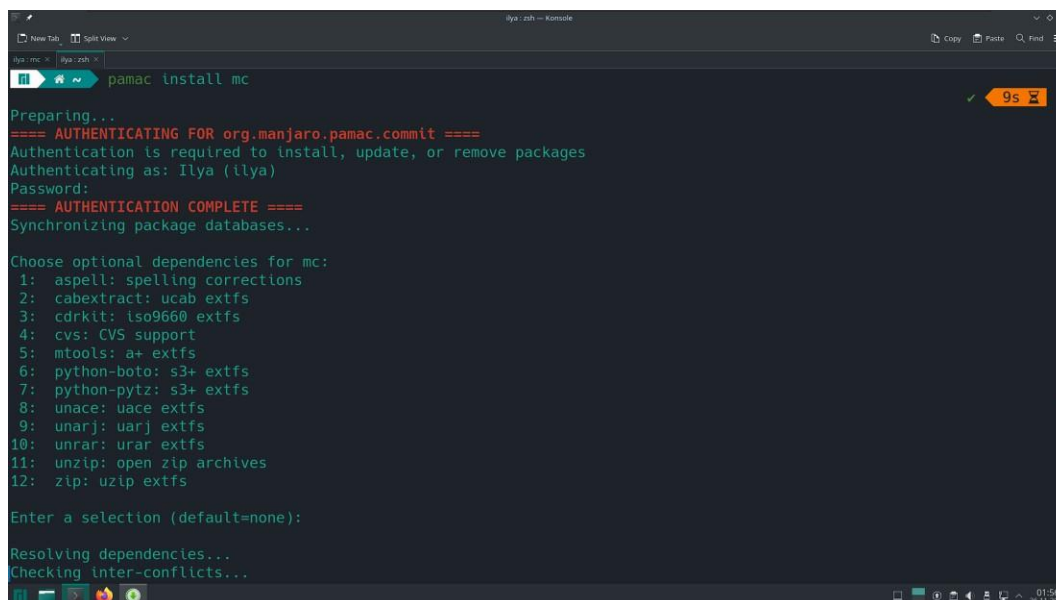 ilya : zsh — Konsole
New Tab Split View Copy Paste Find
ilya : mc × ilya : zsh ×
~ pamac install mc
✔ 9s
Preparing...
==== AUTHENTICATING FOR org.manjaro.pamac.commit ====
Authentication is required to install, update, or remove packages
Authenticating as: Ilya (ilya)
Password:
==== AUTHENTICATION COMPLETE ====
Synchronizing package databases...
Choose optional dependencies for mc:
1: aspell: spelling corrections
2: cabextract: ucab extfs
3: cdrkit: iso9660 extfs
4: cvs: CVS support
5: mtools: a+ extfs
6: python-boto: s3+ extfs
7: python-pytz: s3+ extfs
8: unace: uace extfs
9: unarj: uarj extfs
10: unrar: urar extfs
11: unzip: open zip archives
12: zip: uzip extfs
Enter a selection (default=none):
Resolving dependencies...
Checking inter-conflicts...